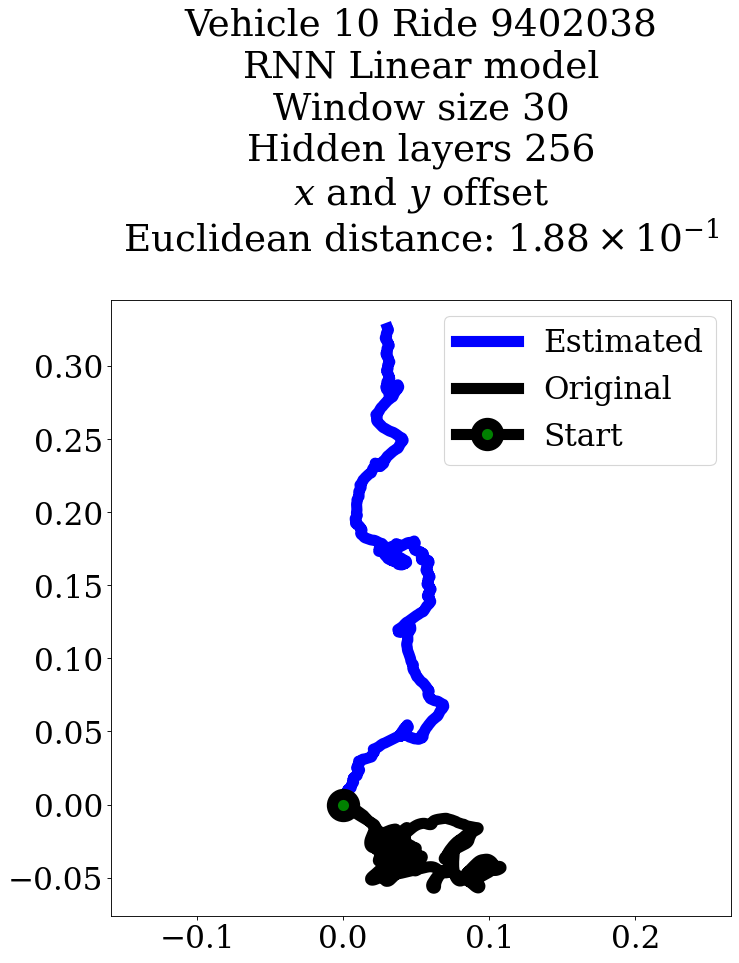 Vehicle 10 Ride 9402038
RNN Linear model
Window size 30
Hidden layers 256
x and y offset
Euclidean distance: 1.88 × 10⁻¹
Estimated
Original
Start
0.30
0.25
0.20
0.15
0.10
0.05
0.00
−0.05
−0.1 0.0 0.1 0.2